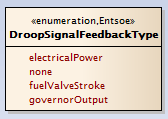 «enumeration,Entsoe»
DroopSignalFeedbackType
electricalPower
none
fuelValveStroke
governorOutput